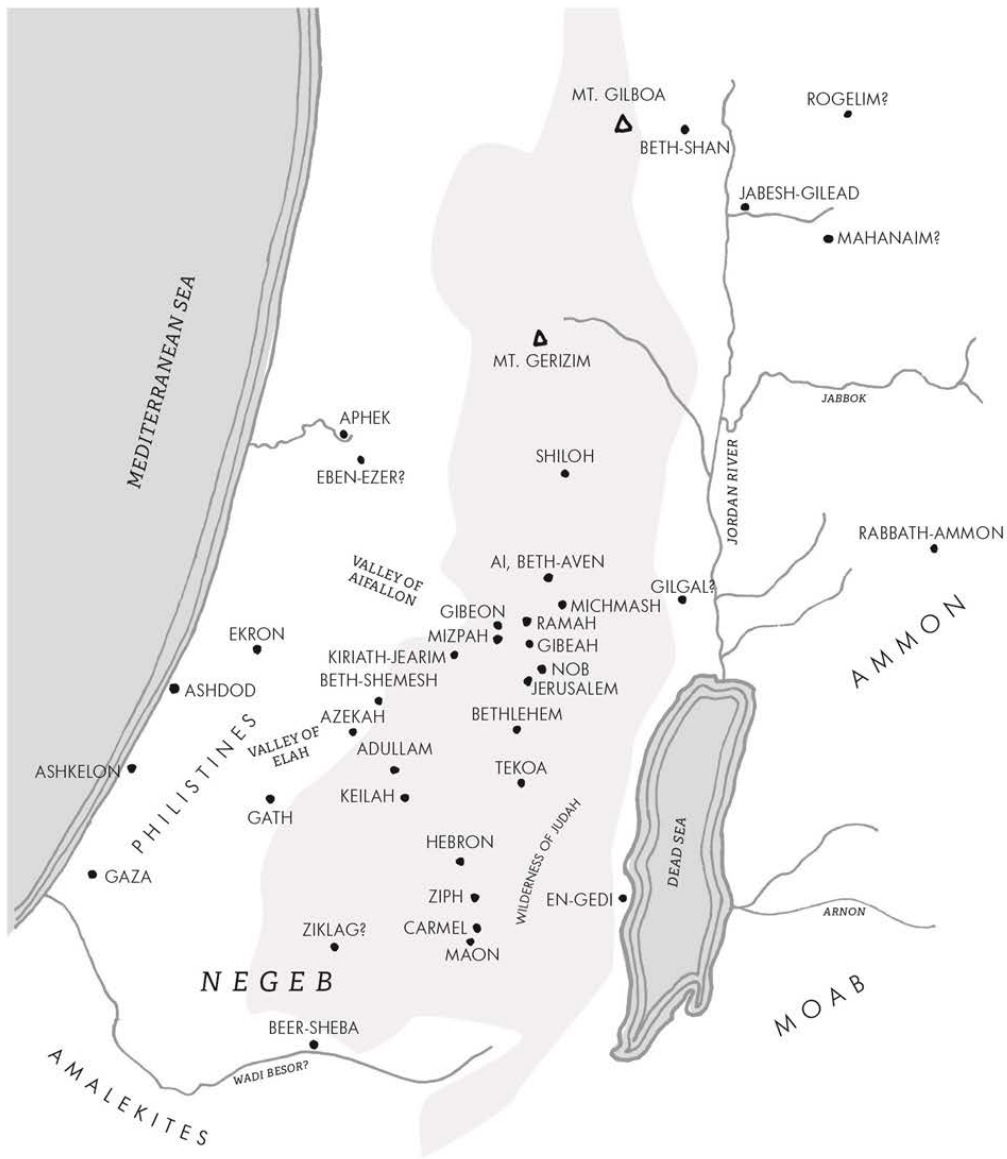 MT. GILBOA
ROGELIM?
BETH-SHAN
JABESH-GILEAD
MAHANAIM?
MEDITERRANEAN SEA
MT. GERIZIM
JABBOK
APHEK
EBEN-EZER?
SHILOH
JORDAN RIVER
RABBATH-AMMON
VALLEY OF
AIFALLON
AI, BETH-AVEN
GILGAL?
MICHMASH
GIBEON
RAMAH
MIZPAH
GIBEAH
EKRON
KIRIATH-JEARIM
NOB
AMMON
BETH-SHEMESH
JERUSALEM
ASHDOD
AZEKAH
BETHLEHEM
VALLEY OF
ELAH
ADULLAM
PHILISTINES
ASHKELON
TEKOA
KEILAH
GATH
HEBRON
WILDERNESS OF JUDAH
DEAD SEA
GAZA
ZIPH
EN-GEDI
ARNON
ZIKLAG?
CARMEL
MAON
NEGEB
MOAB
BEER-SHEBA
WADI BESOR?
AMALEKITES